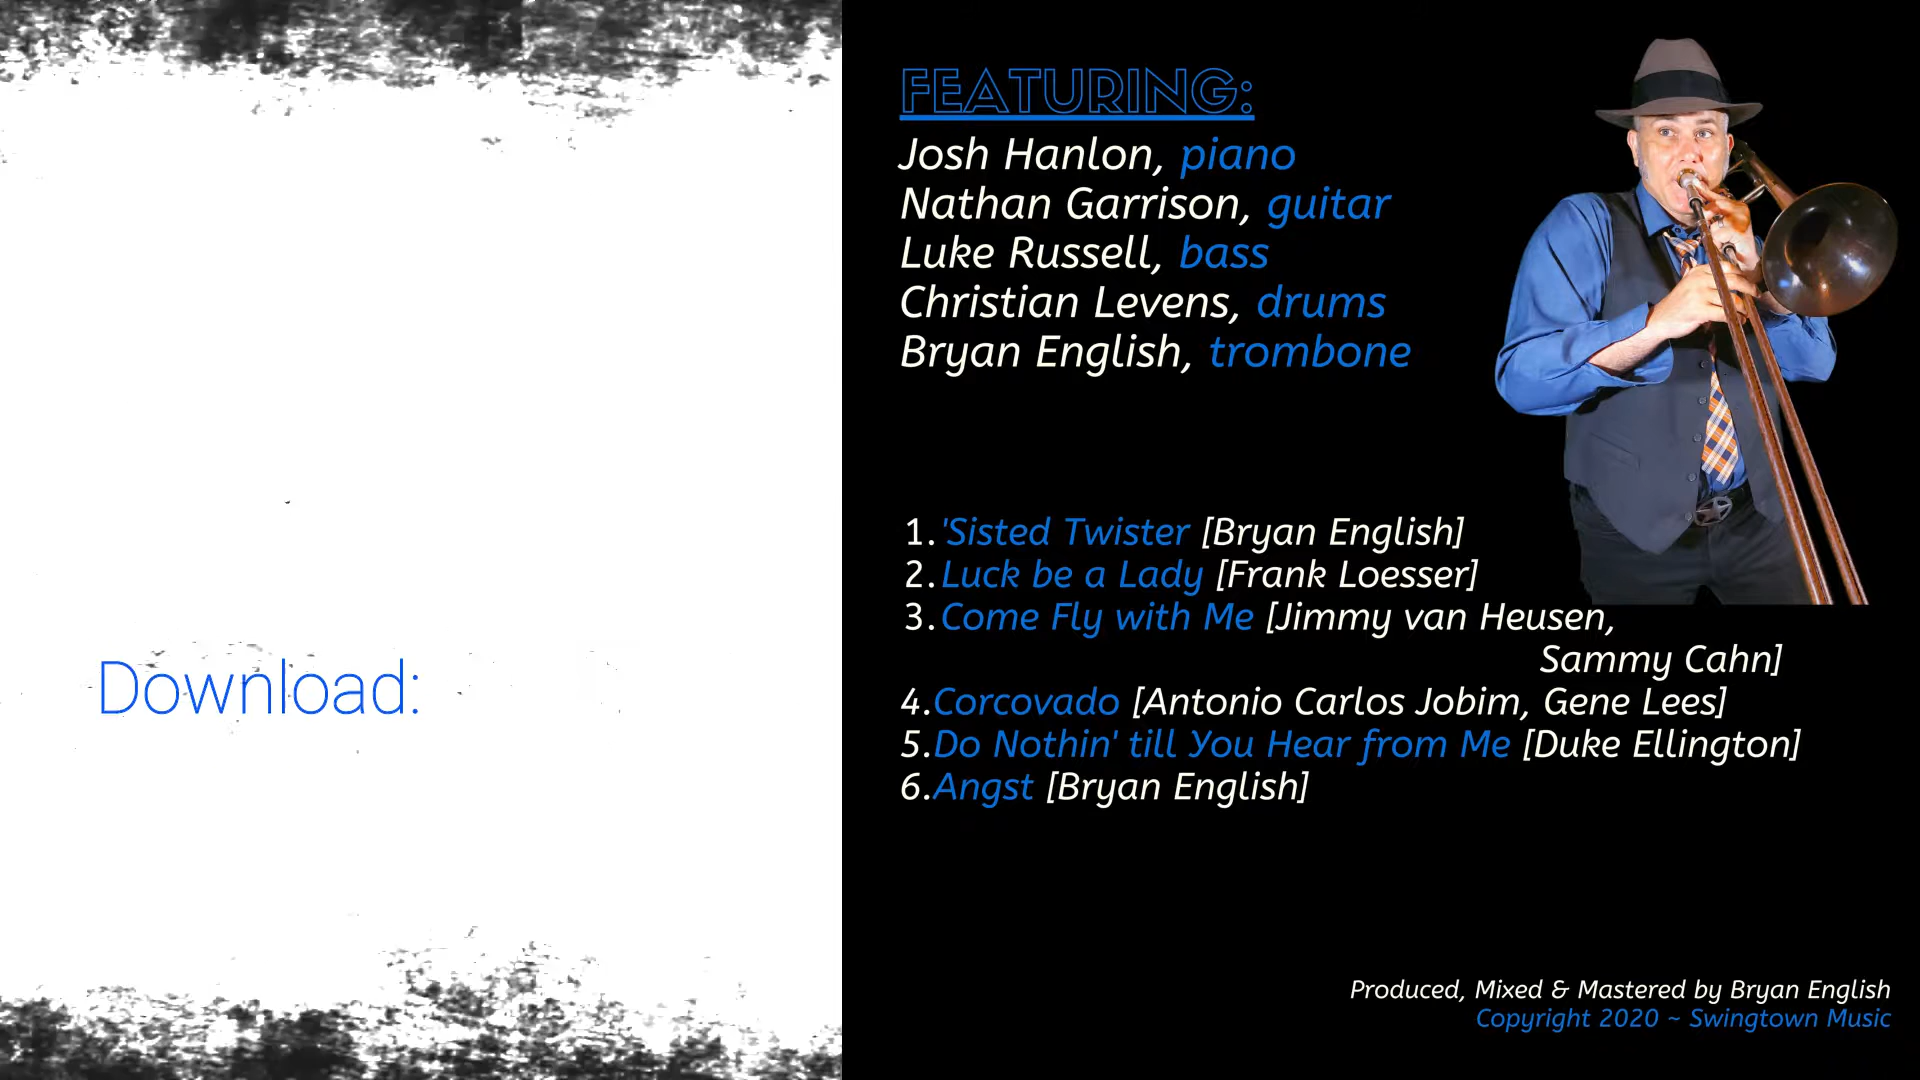 Download:
FEATURING:
Josh Hanlon, piano
Nathan Garrison, guitar
Luke Russell, bass
Christian Levens, drums
Bryan English, trombone
1. 'Sisted Twister [Bryan English]
2. Luck be a Lady [Frank Loesser]
3. Come Fly with Me [Jimmy van Heusen,
Sammy Cahn]
4. Corcovado [Antonio Carlos Jobim, Gene Lees]
5. Do Nothin' till You Hear from Me [Duke Ellington]
6. Angst [Bryan English]
Produced, Mixed & Mastered by Bryan English
Copyright 2020 ~ Swingtown Music